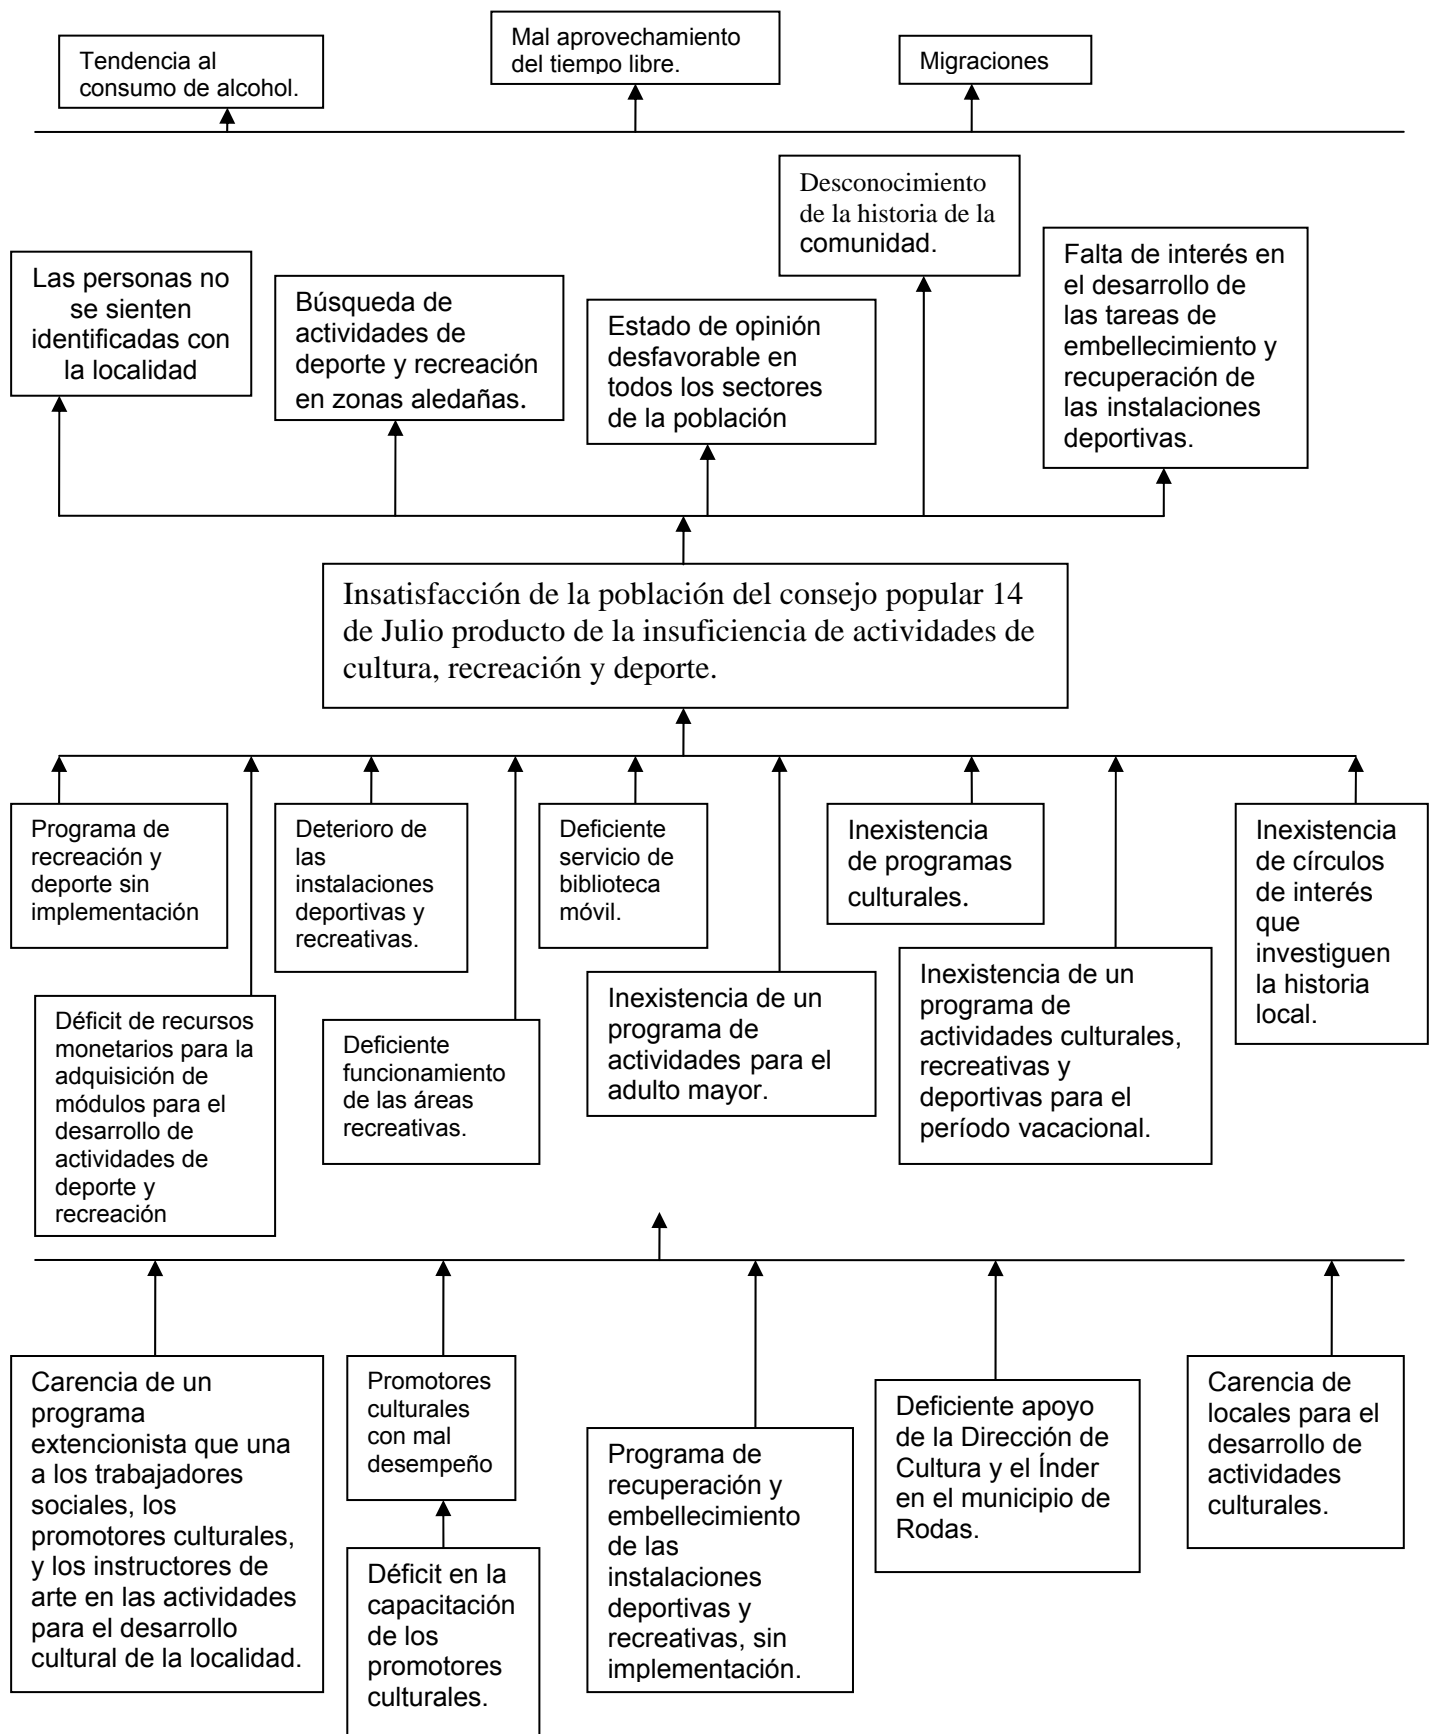 Tendencia al
consumo de alcohol.
Mal aprovechamiento
del tiempo libre.
Migraciones
Desconocimiento
de la historia de la
comunidad.
Las personas no
se sienten
identificadas con
la localidad
Búsqueda de
actividades de
deporte y recreación
en zonas aledañas.
Estado de opinión
desfavorable en
todos los sectores
de la población
Falta de interés en
el desarrollo de
las tareas de
embellecimiento y
recuperación de
las instalaciones
deportivas.
Insatisfacción de la población del consejo popular 14
de Julio producto de la insuficiencia de actividades de
cultura, recreación y deporte.
Programa de
recreación y
deporte sin
implementación
Deterioro de
las
instalaciones
deportivas y
recreativas.
Deficiente
servicio de
biblioteca
móvil.
Inexistencia
de programas
culturales.
Inexistencia
de círculos
de interés
que
investiguen
la historia
local.
Déficit de recursos
monetarios para la
adquisición de
módulos para el
desarrollo de
actividades de
deporte y
recreación
Deficiente
funcionamiento
de las áreas
recreativas.
Inexistencia de un
programa de
actividades para el
adulto mayor.
Inexistencia de un
programa de
actividades culturales,
recreativas y
deportivas para el
período vacacional.
Carencia de un
programa
extencionista que una
a los trabajadores
sociales, los
promotores culturales,
y los instructores de
arte en las actividades
para el desarrollo
cultural de la localidad.
Promotores
culturales
con mal
desempeño
Déficit en la
capacitación
de los
promotores
culturales.
Programa de
recuperación y
embellecimiento
de las
instalaciones
deportivas y
recreativas, sin
implementación.
Deficiente apoyo
de la Dirección de
Cultura y el Índer
en el municipio de
Rodas.
Carencia de
locales para el
desarrollo de
actividades
culturales.